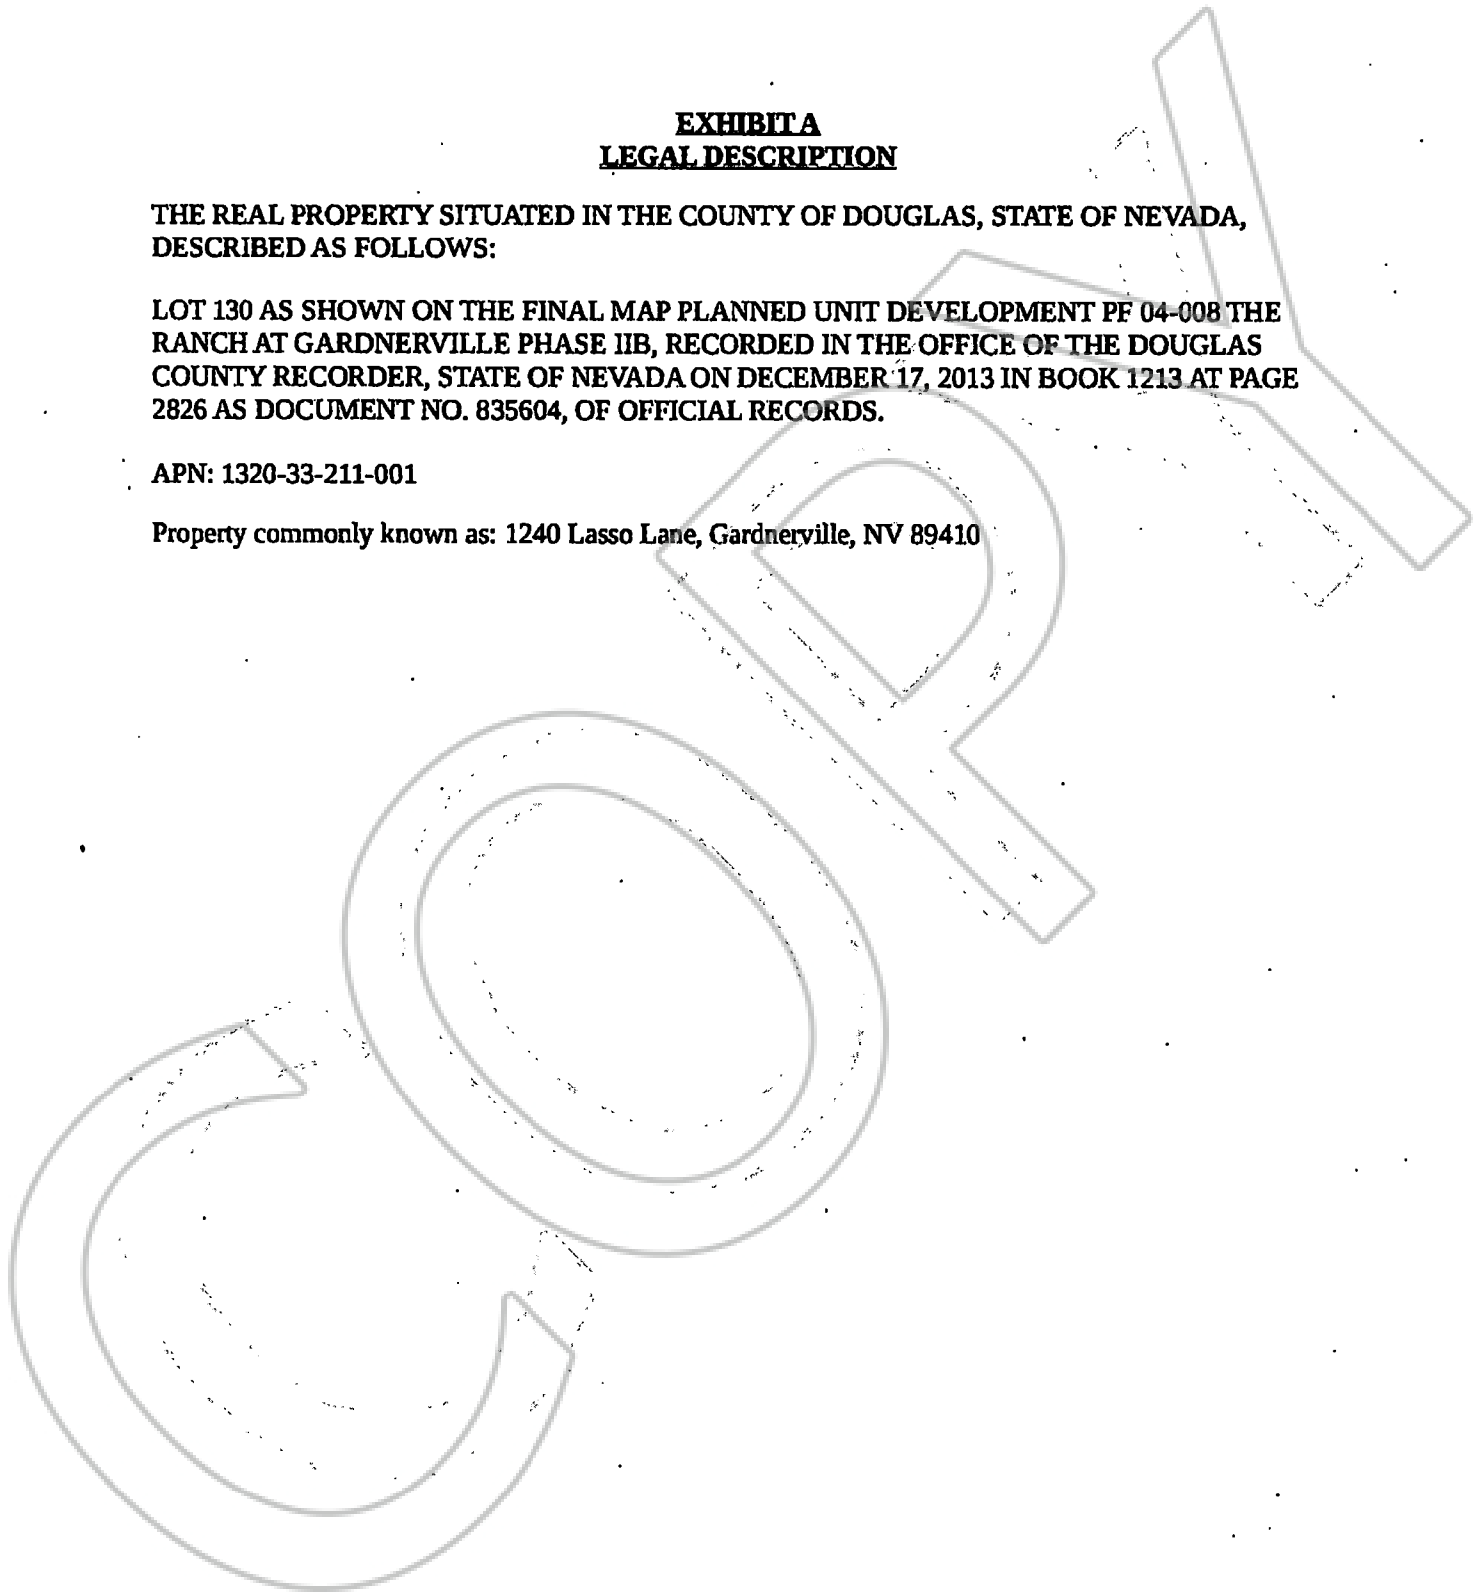 EXHIBIT A
LEGAL DESCRIPTION
THE REAL PROPERTY SITUATED IN THE COUNTY OF DOUGLAS, STATE OF NEVADA,
DESCRIBED AS FOLLOWS:
LOT 130 AS SHOWN ON THE FINAL MAP PLANNED UNIT DEVELOPMENT PF 04-008 THE
RANCH AT GARDNERVILLE PHASE IIB, RECORDED IN THE OFFICE OF THE DOUGLAS
COUNTY RECORDER, STATE OF NEVADA ON DECEMBER 17, 2013 IN BOOK 1213 AT PAGE
2826 AS DOCUMENT NO. 835604, OF OFFICIAL RECORDS.
APN: 1320-33-211-001
Property commonly known as: 1240 Lasso Lane, Gardnerville, NV 89410
COPY